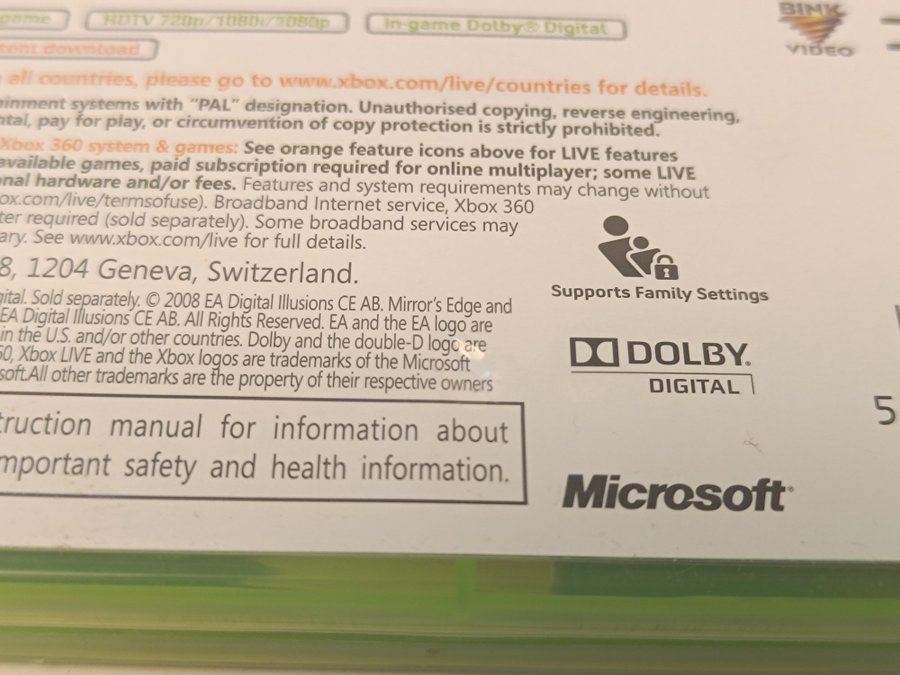 game HDTV 720p/1080i/1080p In-game Dolby® Digital
BINK
VIDEO
tent download
all countries, please go to www.xbox.com/live/countries for details.
inment systems with "PAL" designation. Unauthorised copying, reverse engineering,
ntal, pay for play, or circumvention of copy protection is strictly prohibited.
Xbox 360 system & games: See orange feature icons above for LIVE features
available games, paid subscription required for online multiplayer; some LIVE
onal hardware and/or fees. Features and system requirements may change without
ox.com/live/termsofuse). Broadband Internet service, Xbox 360
ter required (sold separately). Some broadband services may
ary. See www.xbox.com/live for full details.
8, 1204 Geneva, Switzerland.
gital. Sold separately. © 2008 EA Digital Illusions CE AB. Mirror's Edge and
EA Digital Illusions CE AB. All Rights Reserved. EA and the EA logo are
in the U.S. and/or other countries. Dolby and the double-D logo are
60, Xbox LIVE and the Xbox logos are trademarks of the Microsoft
soft.All other trademarks are the property of their respective owners
Supports Family Settings
DOLBY
DIGITAL
5
truction manual for information about
mportant safety and health information.
Microsoft